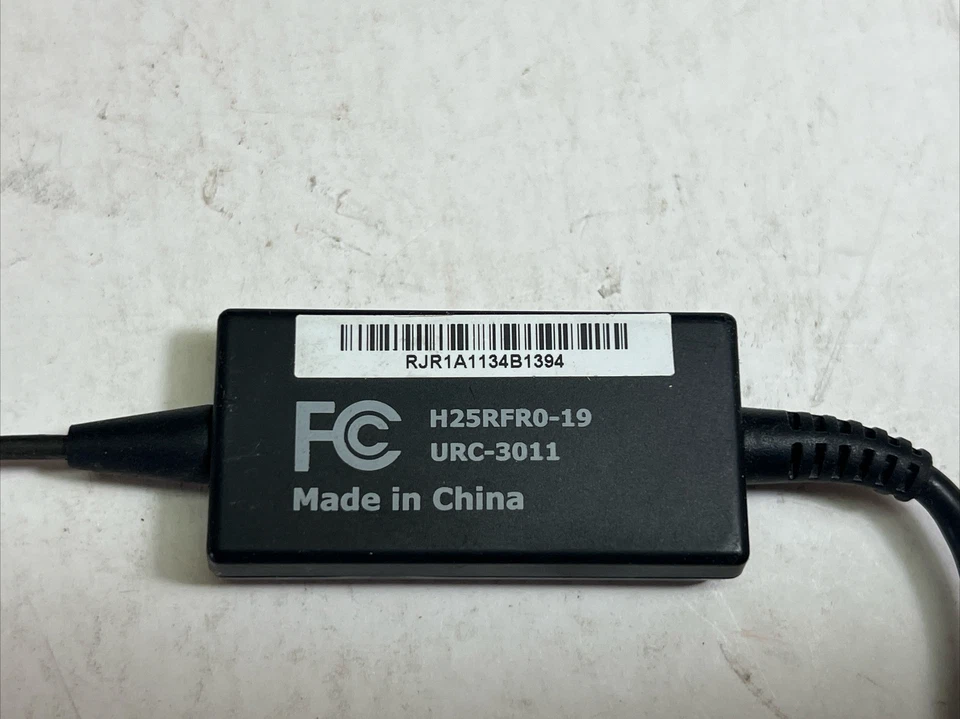 RJR1A1134B1394
FC H25RFR0-19
URC-3011
Made in China